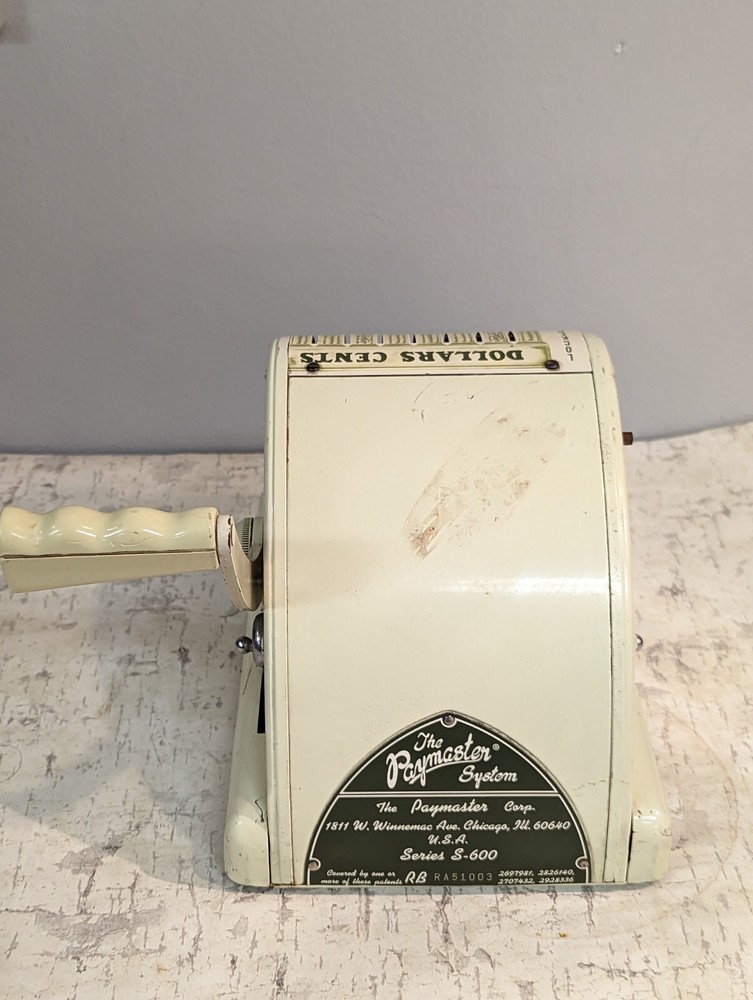 DOLLARS CENTS
The
Paymaster®
System
The Paymaster Corp.
1811 W. Winnemac Ave. Chicago, Ill. 60640
U.S.A.
Series S-600
Covered by one or
more of these patents
RB RA51003
2697981, 2826140,
2707432, 2928336